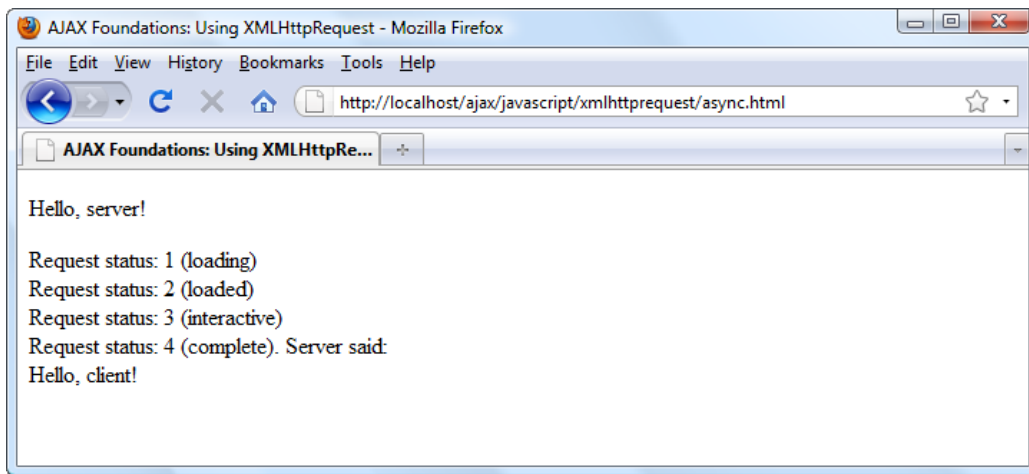 AJAX Foundations: Using XMLHttpRequest - Mozilla Firefox
File Edit View History Bookmarks Tools Help
http://localhost/ajax/javascript/xmlhttprequest/async.html
AJAX Foundations: Using XMLHttpRe...
Hello, server!
Request status: 1 (loading)
Request status: 2 (loaded)
Request status: 3 (interactive)
Request status: 4 (complete). Server said:
Hello, client!